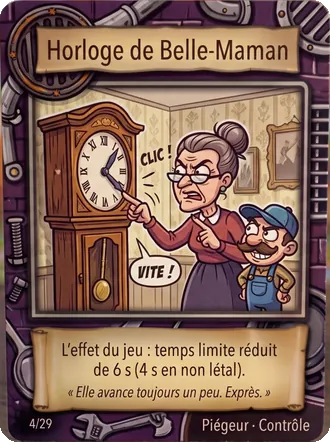 Horloge de Belle-Maman
CLIC !
VITE !
L'effet du jeu : temps limite réduit
de 6 s (4 s en non létal).
« Elle avance toujours un peu. Exprès. »
4/29
Piégeur · Contrôle